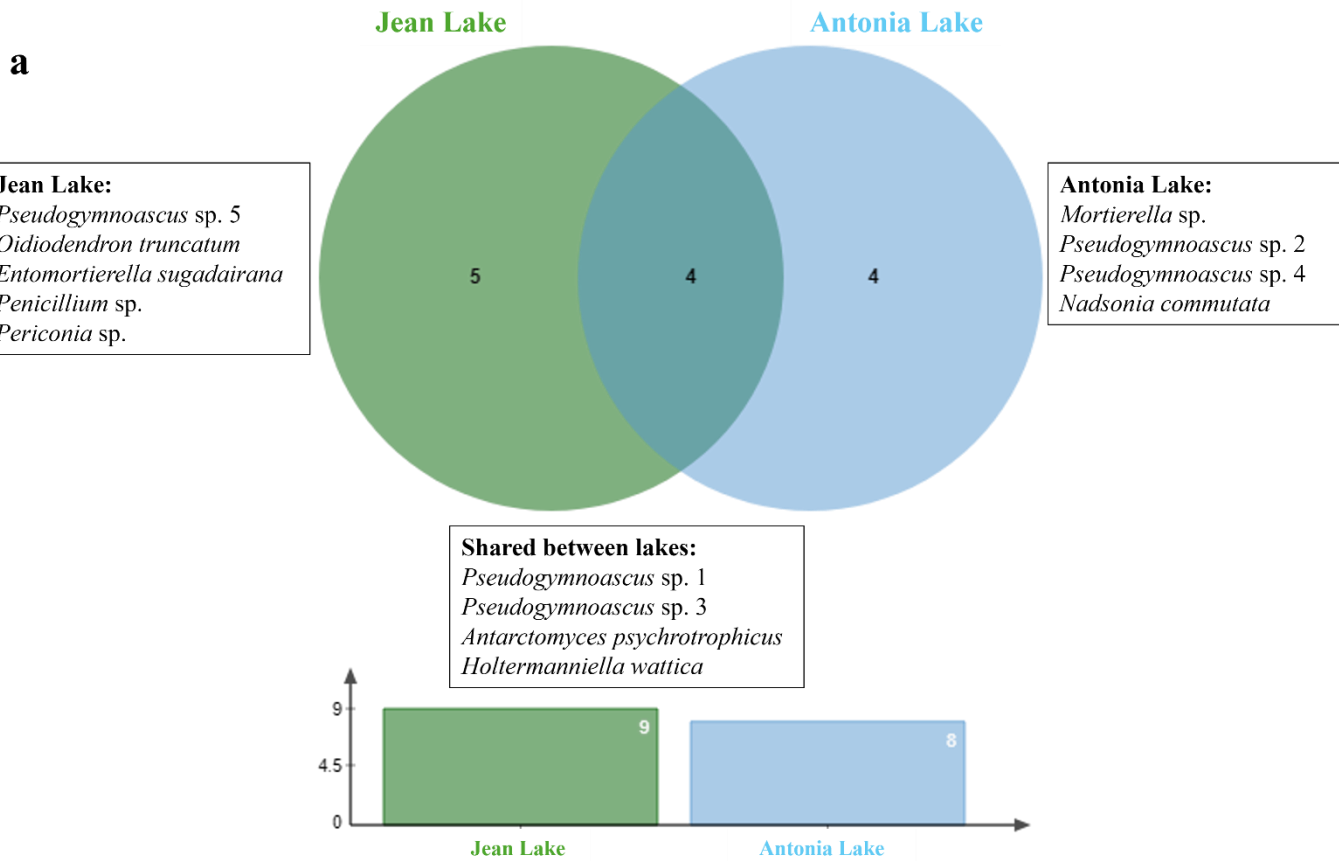 Jean Lake
Antonia Lake
a
Jean Lake:
Pseudogymnoascus sp. 5
Oidiodendron truncatum
Entomortierella sugadairana
Penicillium sp.
Periconia sp.
5
4
4
Antonia Lake:
Mortierella sp.
Pseudogymnoascus sp. 2
Pseudogymnoascus sp. 4
Nadsonia commutata
Shared between lakes:
Pseudogymnoascus sp. 1
Pseudogymnoascus sp. 3
Antarctomyces psychrotrophicus
Holtermanniella wattica
9
4.5
0
9
8
Jean Lake
Antonia Lake